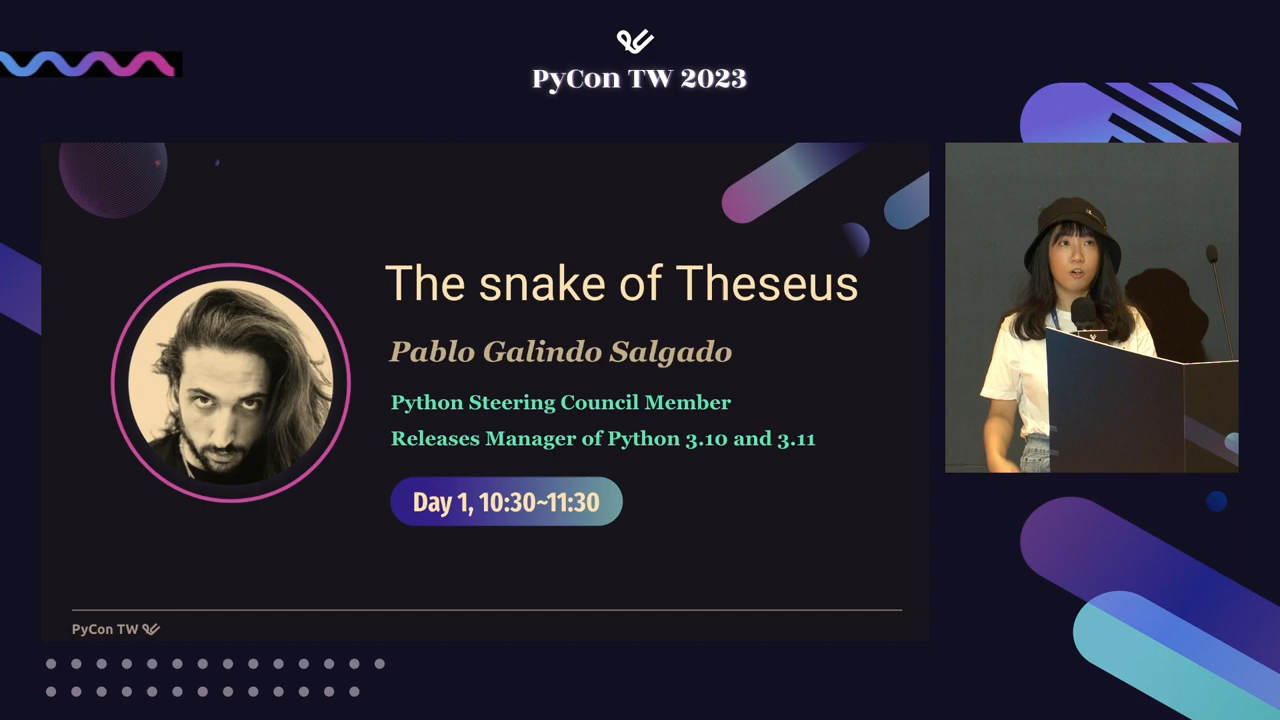 PyCon TW 2023
The snake of Theseus
Pablo Galindo Salgado
Python Steering Council Member
Releases Manager of Python 3.10 and 3.11
Day 1, 10:30~11:30
PyCon TW